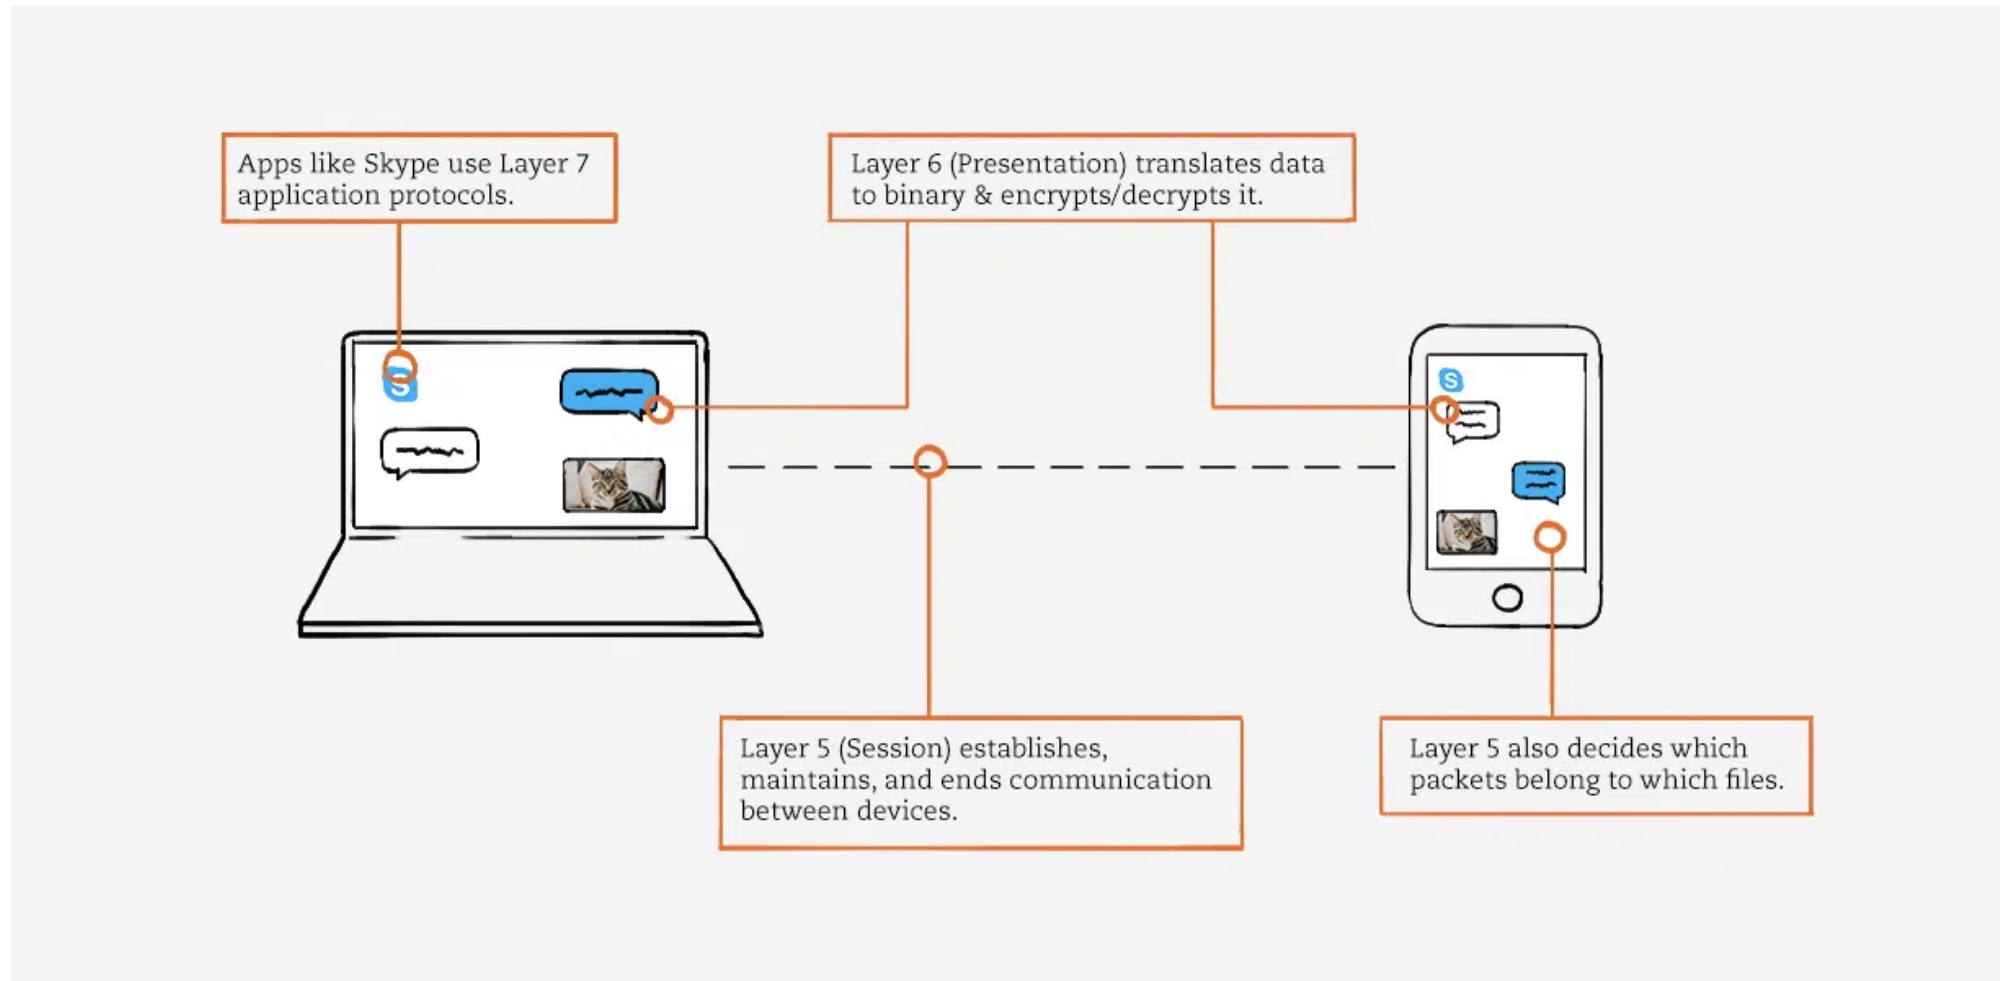 Apps like Skype use Layer 7
application protocols.
Layer 6 (Presentation) translates data
to binary & encrypts/decrypts it.
S
S
Layer 5 (Session) establishes,
maintains, and ends communication
between devices.
Layer 5 also decides which
packets belong to which files.